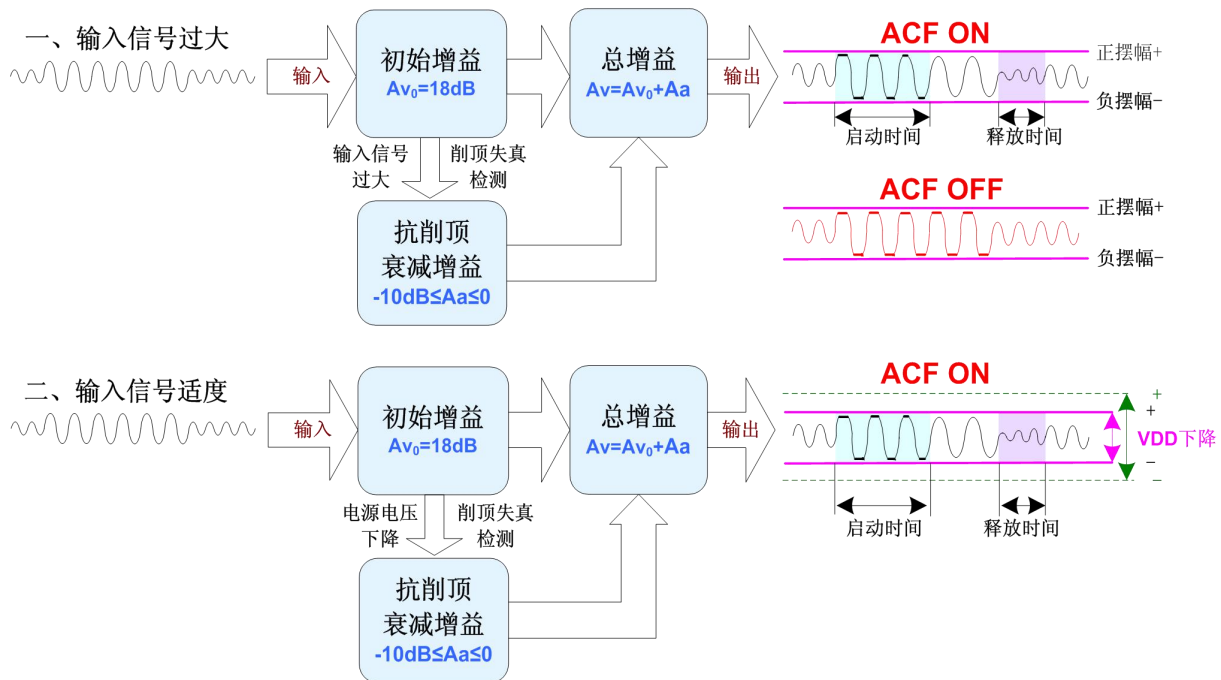 一、输入信号过大
输入
初始增益
Av₀=18dB
总增益
Av=Av₀+Aa
输出
ACF ON
正摆幅+
负摆幅-
启动时间
释放时间
输入信号
过大
削顶失真
检测
抗削顶
衰减增益
-10dB≤Aa≤0
ACF OFF
正摆幅+
负摆幅-
二、输入信号适度
输入
初始增益
Av₀=18dB
总增益
Av=Av₀+Aa
输出
ACF ON
+
+
VDD下降
-
-
启动时间
释放时间
电源电压
下降
削顶失真
检测
抗削顶
衰减增益
-10dB≤Aa≤0